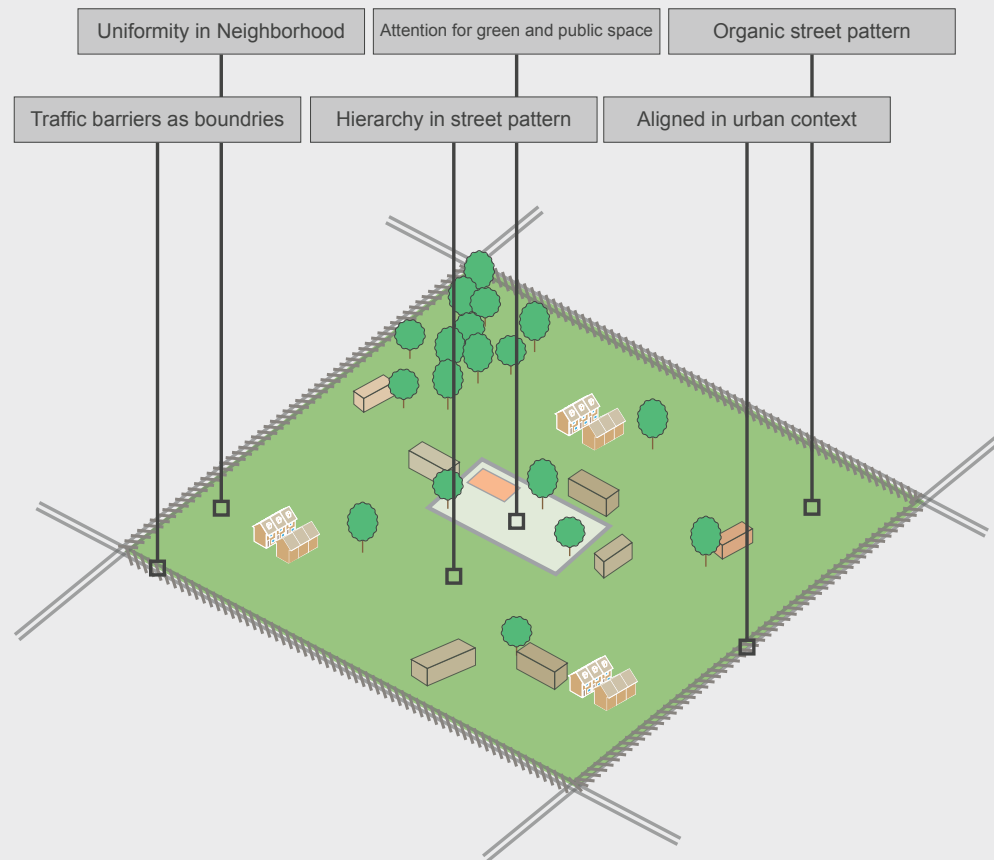 Uniformity in Neighborhood
Attention for green and public space
Organic street pattern
Traffic barriers as boundries
Hierarchy in street pattern
Aligned in urban context